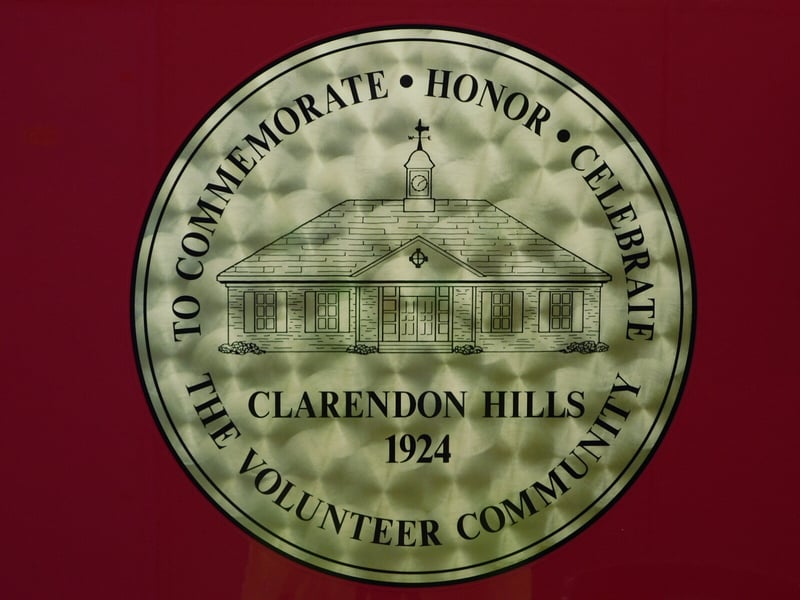 TO COMMEMORATE • HONOR • CELEBRATE
CLARENDON HILLS
1924
THE VOLUNTEER COMMUNITY